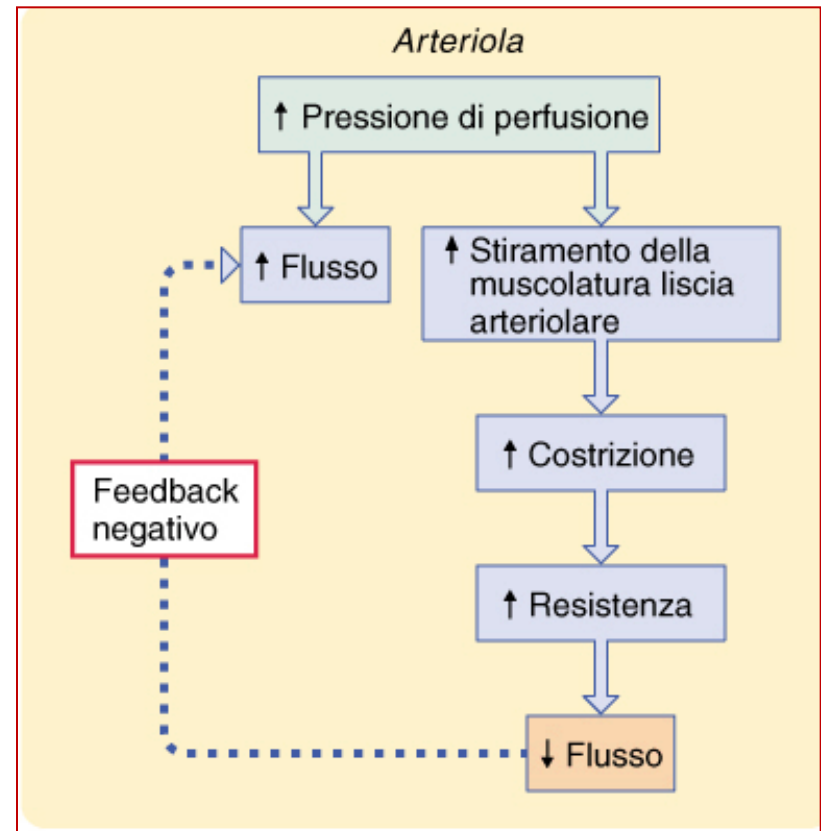 Arteriola
↑ Pressione di perfusione
↑ Flusso
↑ Stiramento della
muscolatura liscia
arteriolare
↑ Costrizione
Feedback
negativo
↑ Resistenza
↓ Flusso